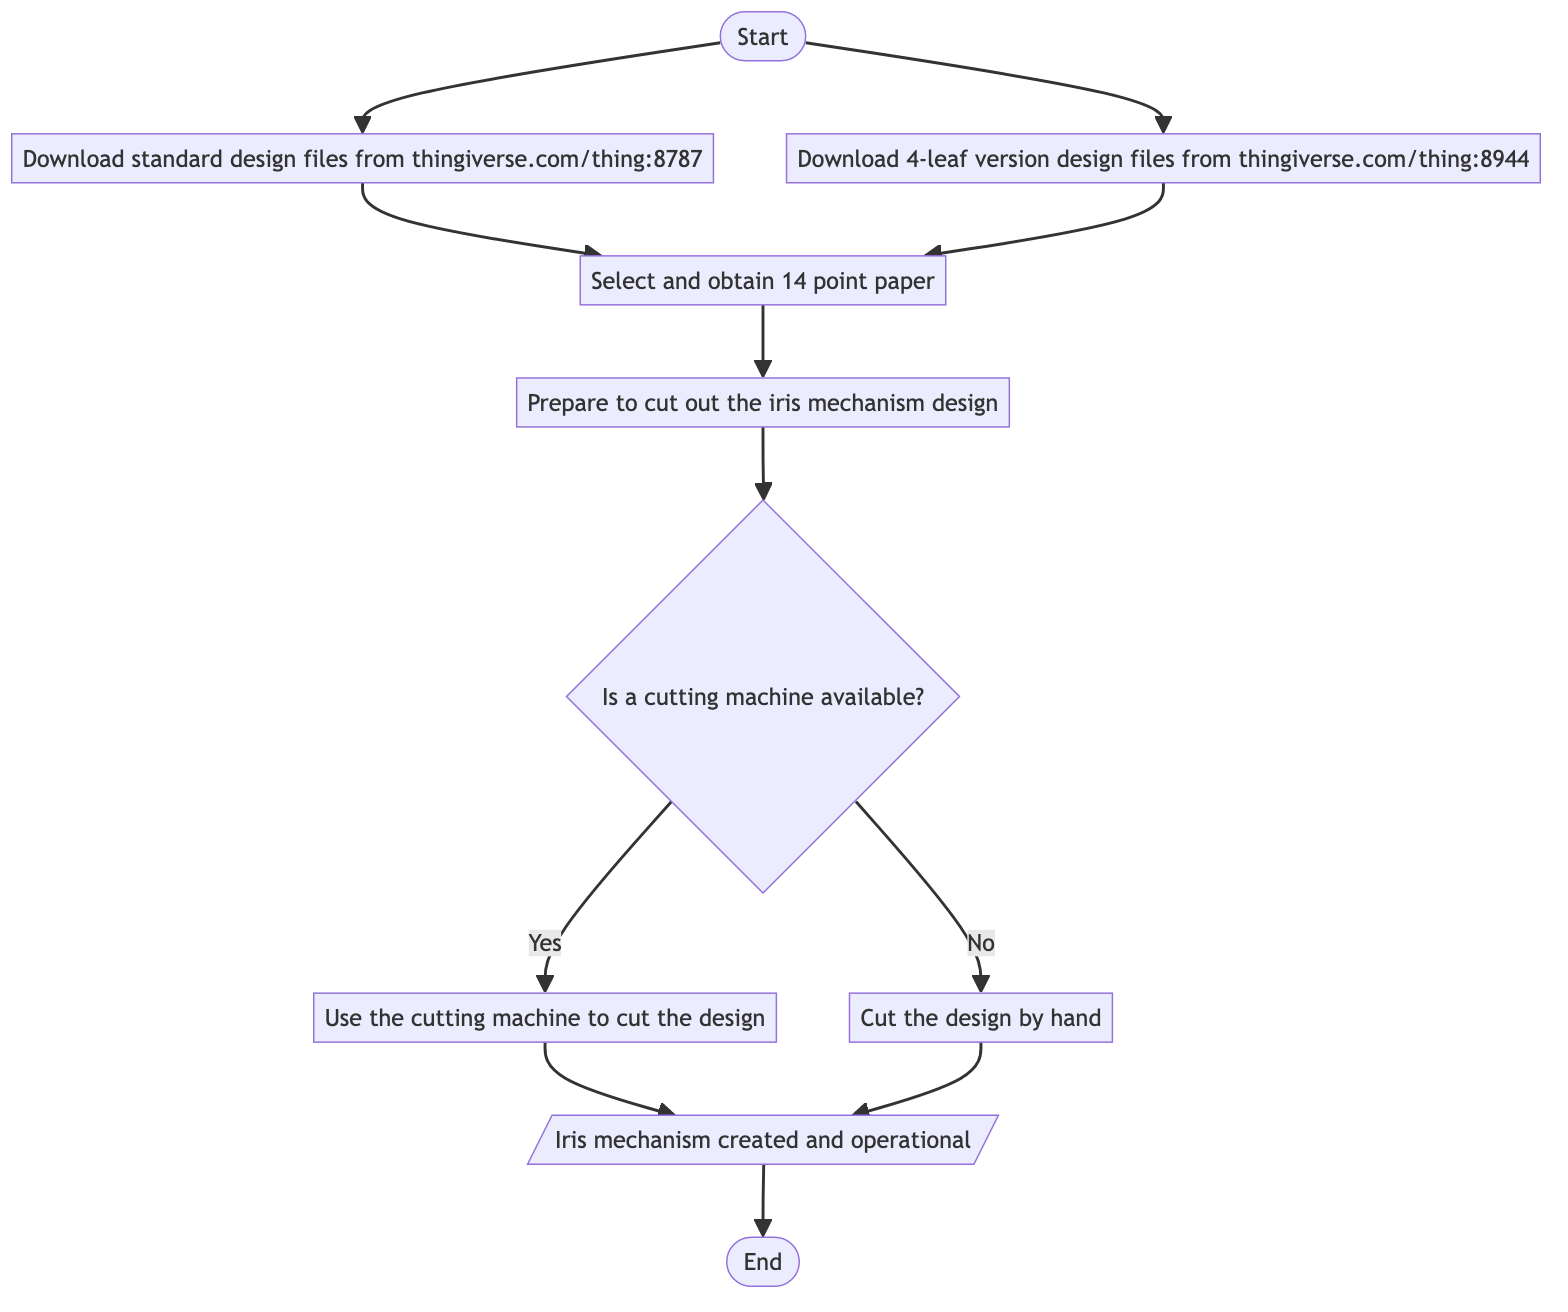 Start
Download standard design files from thingiverse.com/thing:8787
Download 4-leaf version design files from thingiverse.com/thing:8944
Select and obtain 14 point paper
Prepare to cut out the iris mechanism design
Is a cutting machine available?
Yes
No
Use the cutting machine to cut the design
Cut the design by hand
Iris mechanism created and operational
End